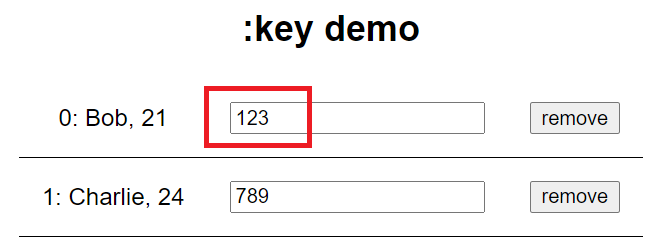 :key demo
0: Bob, 21 123 remove
1: Charlie, 24 789 remove